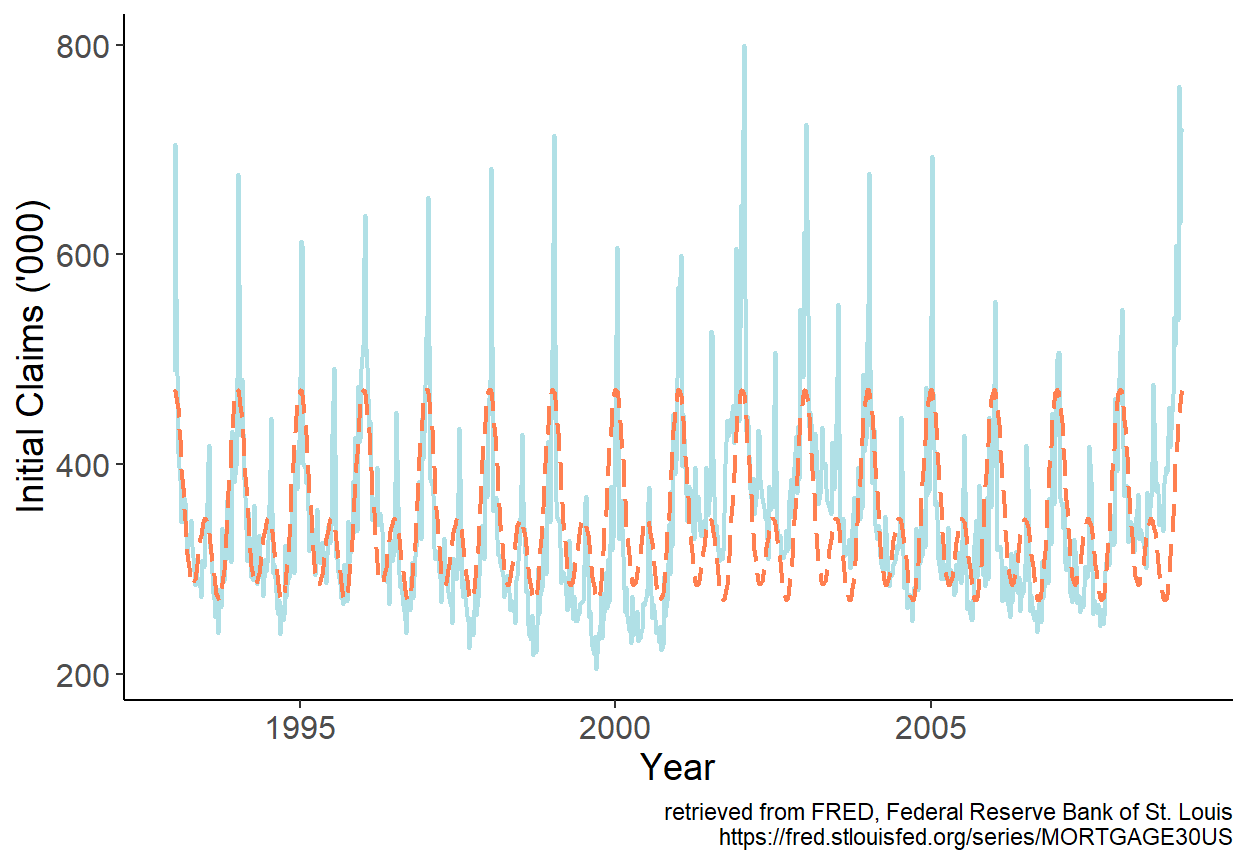 Initial Claims ('000)
800
600
400
200
1995
2000
2005
Year
retrieved from FRED, Federal Reserve Bank of St. Louis
https://fred.stlouisfed.org/series/MORTGAGE30US